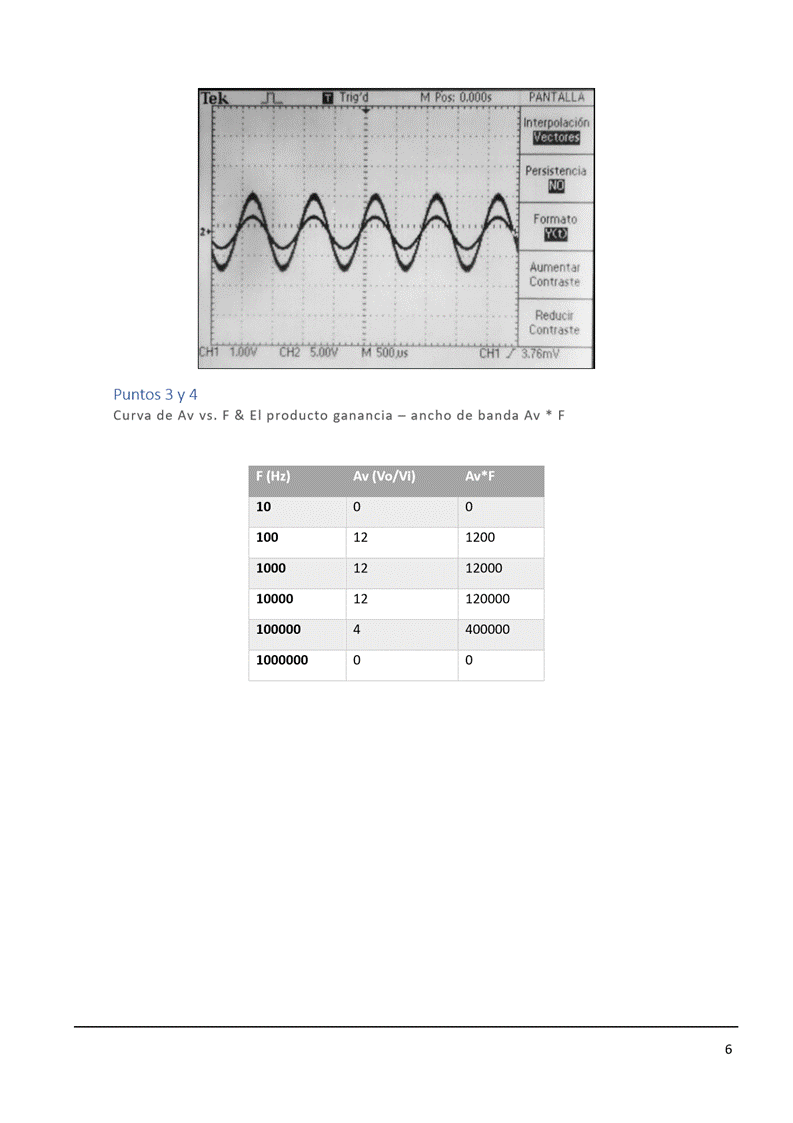 Tek Trig'd M Pos: 0.000s PANTALLA
Interpolación
Vectores
Persistencia
NO
Formato
Y(t)
Aumentar
Contraste
Reducir
Contraste
2
CH1 1.00V CH2 5.00V M 500µs CH1 3.76mV
Puntos 3 y 4
Curva de Av vs. F & El producto ganancia – ancho de banda Av * F
F (Hz) Av (Vo/Vi) Av*F
10 0 0
100 12 1200
1000 12 12000
10000 12 120000
100000 4 400000
1000000 0 0
6